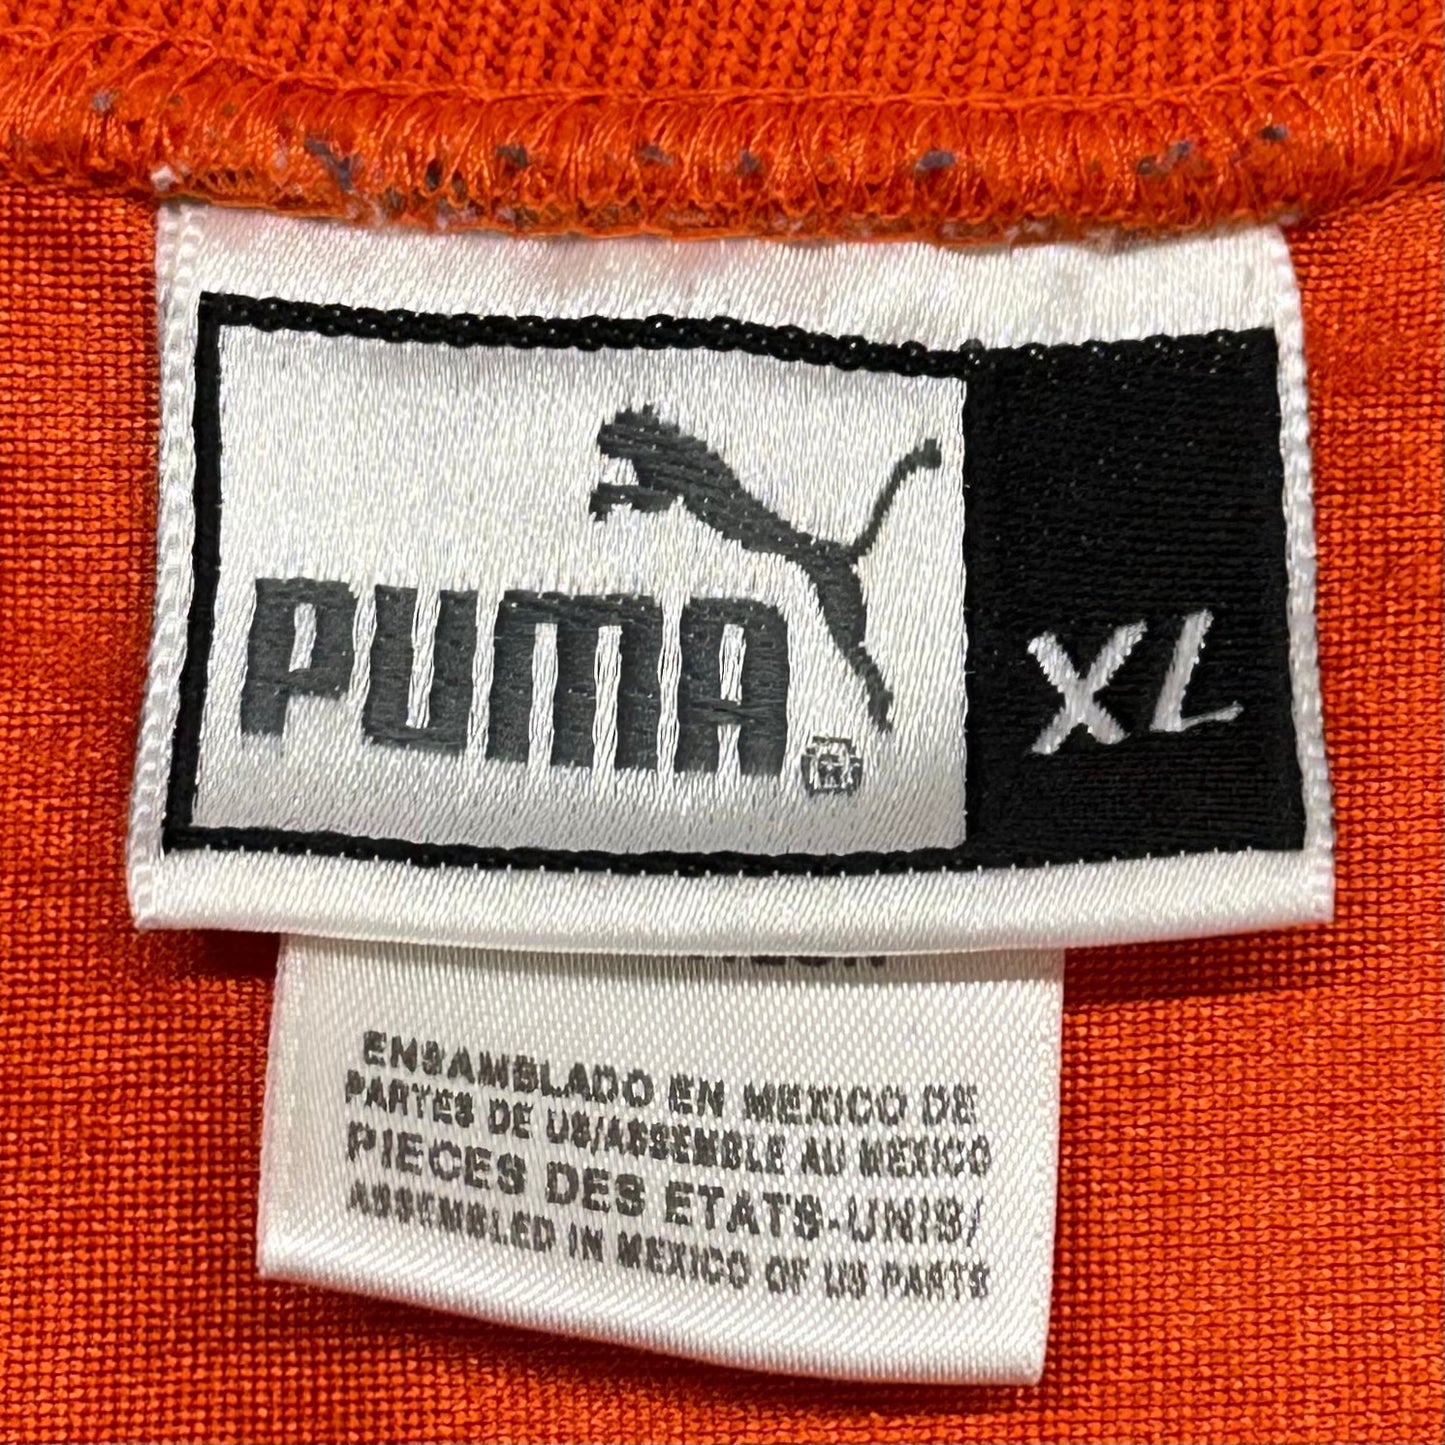 PUMA®
XL
ENSAMBLADO EN MEXICO DE
PARTES DE US/ASSEMBLE AU MEXICO
PIECES DES ETATS-UNIS/
ASSEMBLED IN MEXICO OF US PARTS